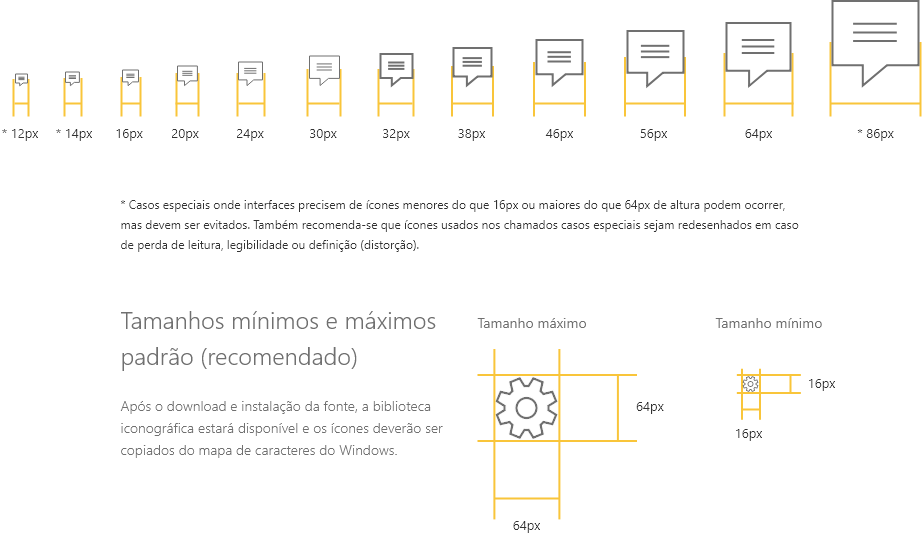 * 12px * 14px 16px 20px 24px 30px 32px 38px 46px 56px 64px * 86px
* Casos especiais onde interfaces precisem de ícones menores do que 16px ou maiores do que 64px de altura podem ocorrer,
mas devem ser evitados. Também recomenda-se que ícones usados nos chamados casos especiais sejam redesenhados em caso
de perda de leitura, legibilidade ou definição (distorção).
Tamanhos mínimos e máximos
padrão (recomendado)
Após o download e instalação da fonte, a biblioteca
iconográfica estará disponível e os ícones deverão ser
copiados do mapa de caracteres do Windows.
Tamanho máximo
64px
64px
Tamanho mínimo
16px
16px